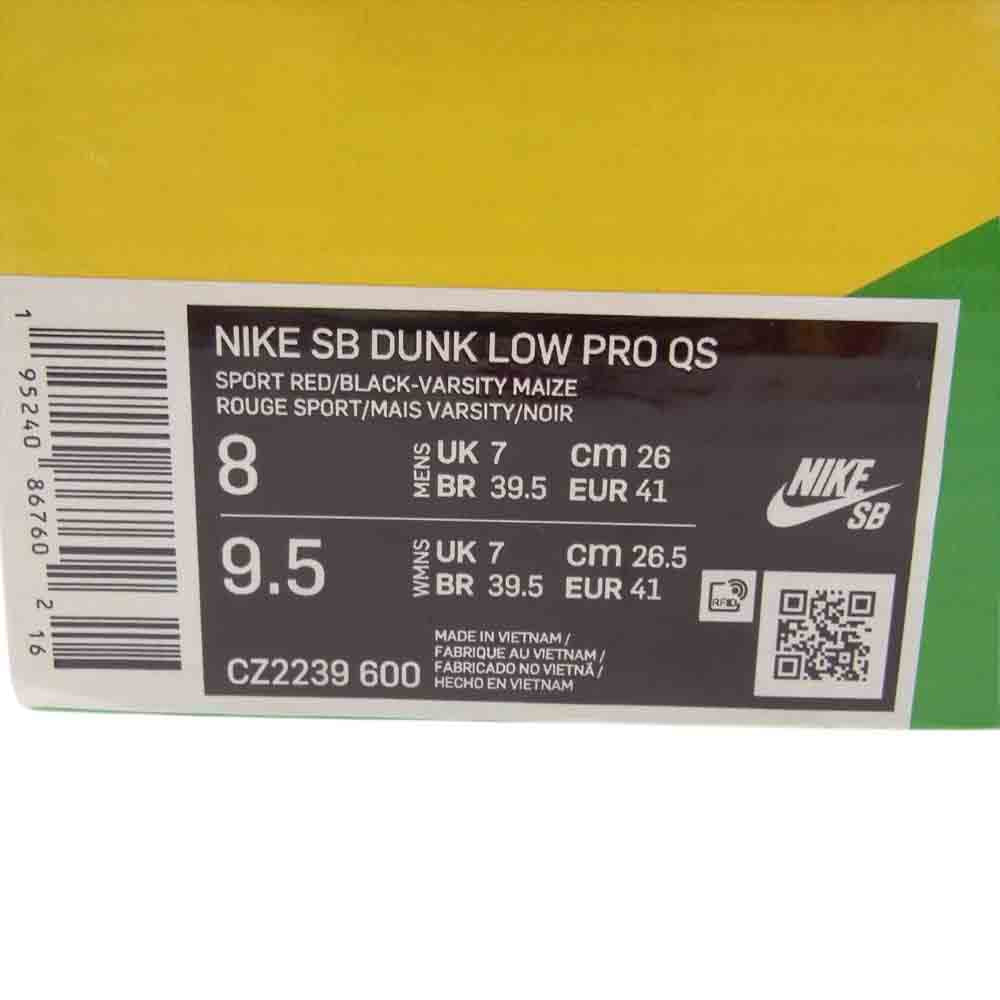 NIKE SB DUNK LOW PRO QS
SPORT RED/BLACK-VARSITY MAIZE
ROUGE SPORT/MAIS VARSITY/NOIR
8 MENS UK 7 cm 26
BR 39.5 EUR 41
9.5 WMNS UK 7 cm 26.5
BR 39.5 EUR 41
NIKE
SB
RFID
CZ2239 600
MADE IN VIETNAM /
FABRIQUE AU VIETNAM /
FABRICADO NO VIETNÃ /
HECHO EN VIETNAM
1 95240 86760 2 16